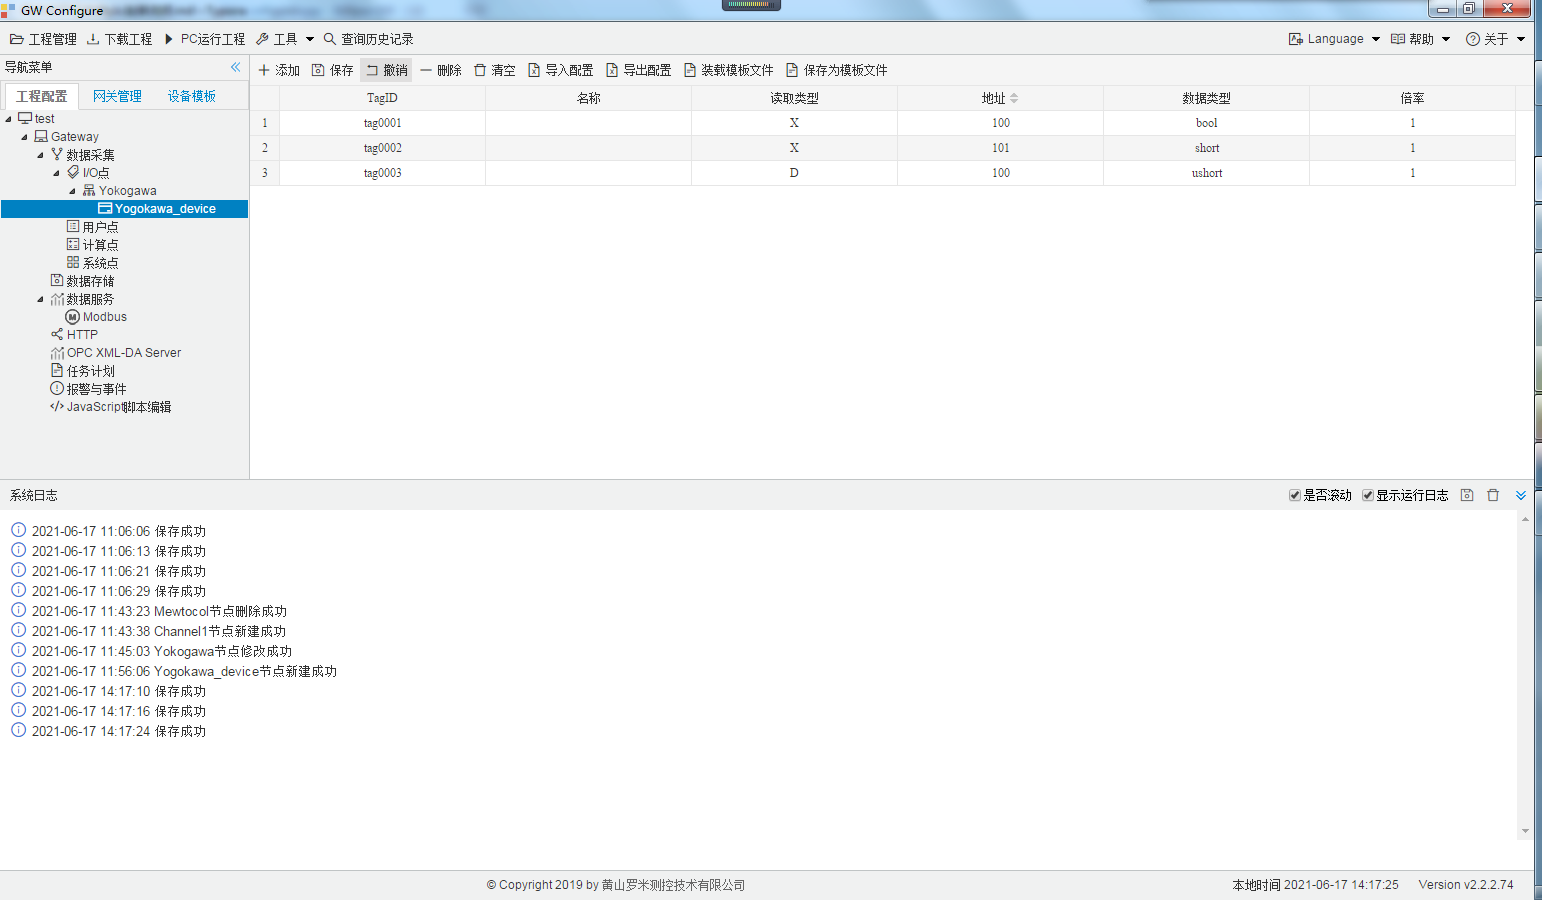 GW Configure
工程管理 下载工程 PC运行工程 工具 查询历史记录 Language 帮助 关于
导航菜单
添加 保存 撤销 删除 清空 导入配置 导出配置 装载模板文件 保存为模板文件
工程配置 网关管理 设备模板
TagID 名称 读取类型 地址 数据类型 倍率
1 tag0001 X 100 bool 1
2 tag0002 X 101 short 1
3 tag0003 D 100 ushort 1
test
Gateway
数据采集
I/O点
Yokogawa
Yogokawa_device
用户点
计算点
系统点
数据存储
数据服务
Modbus
HTTP
OPC XML-DA Server
任务计划
报警与事件
JavaScript脚本编辑
系统日志 是否滚动 显示运行日志
2021-06-17 11:06:06 保存成功
2021-06-17 11:06:13 保存成功
2021-06-17 11:06:21 保存成功
2021-06-17 11:06:29 保存成功
2021-06-17 11:43:23 Mewtocol节点删除成功
2021-06-17 11:43:38 Channel1节点新建成功
2021-06-17 11:45:03 Yokogawa节点修改成功
2021-06-17 11:56:06 Yogokawa_device节点新建成功
2021-06-17 14:17:10 保存成功
2021-06-17 14:17:16 保存成功
2021-06-17 14:17:24 保存成功
© Copyright 2019 by 黄山罗米测控技术有限公司 本地时间 2021-06-17 14:17:25 Version v2.2.2.74